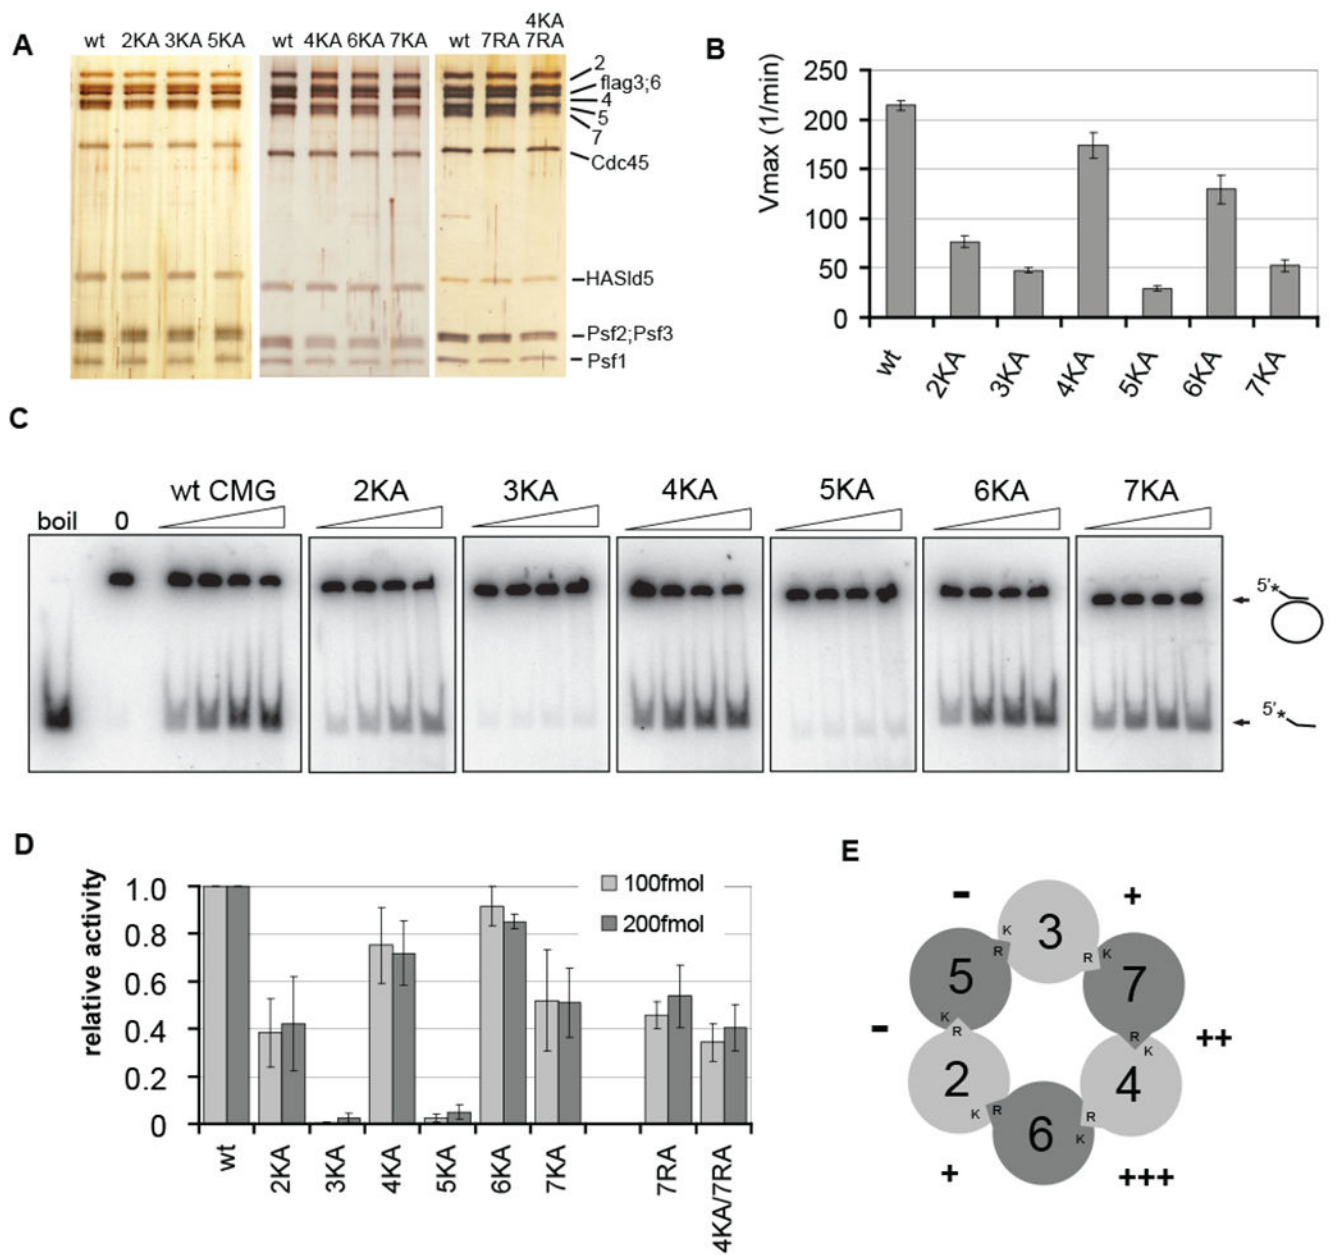 A
wt 2KA 3KA 5KA
wt 4KA 6KA 7KA
4KA
wt 7RA 7RA
2
flag3;6
4
5
7
Cdc45
HASld5
Psf2;Psf3
Psf1
B
Vmax (1/min)
250
200
150
100
50
0
wt 2KA 3KA 4KA 5KA 6KA 7KA
C
boil 0 wt CMG 2KA 3KA 4KA 5KA 6KA 7KA
5'*
5'*
D
relative activity
1.0
0.8
0.6
0.4
0.2
0
100fmol
200fmol
wt 2KA 3KA 4KA 5KA 6KA 7KA 7RA 4KA/7RA
E
- +
K 3
R R K
5 7
K R
- R K ++
2 4
K R R
6 K
+ +++